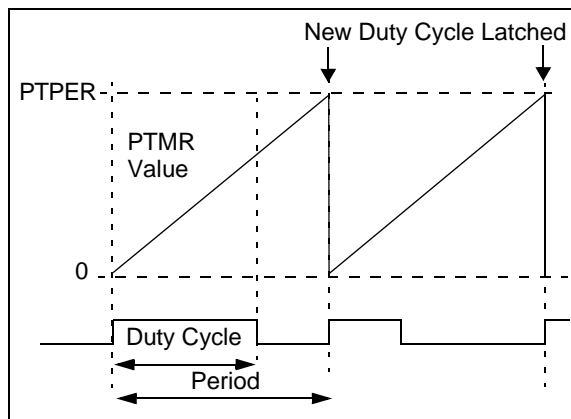 New Duty Cycle Latched
PTPER
PTMR
Value
0
Duty Cycle
Period